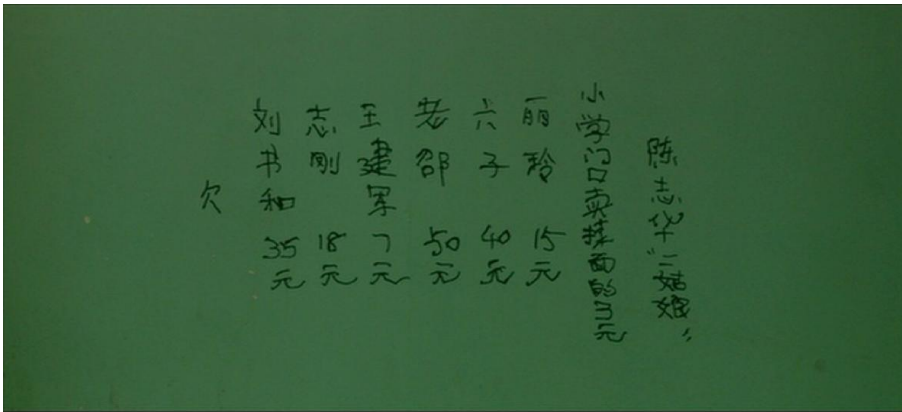 陈志华“二姑娘”
小学门口卖面的3元
丽玲 15元
六子 40元
老邵 50元
王建军 7元
志刚 18元
刘书和 35元
欠